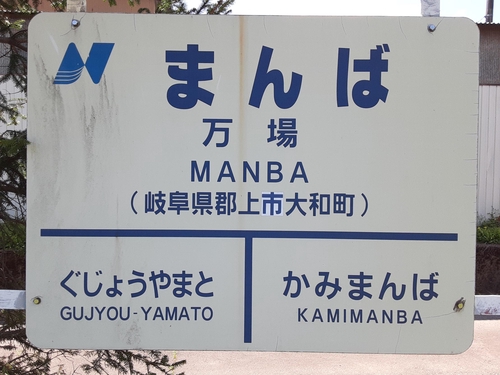 まんば
万場
MANBA
（岐阜県郡上市大和町）
ぐじょうやまと
GUJYOU-YAMATO
かみまんば
KAMIMANBA